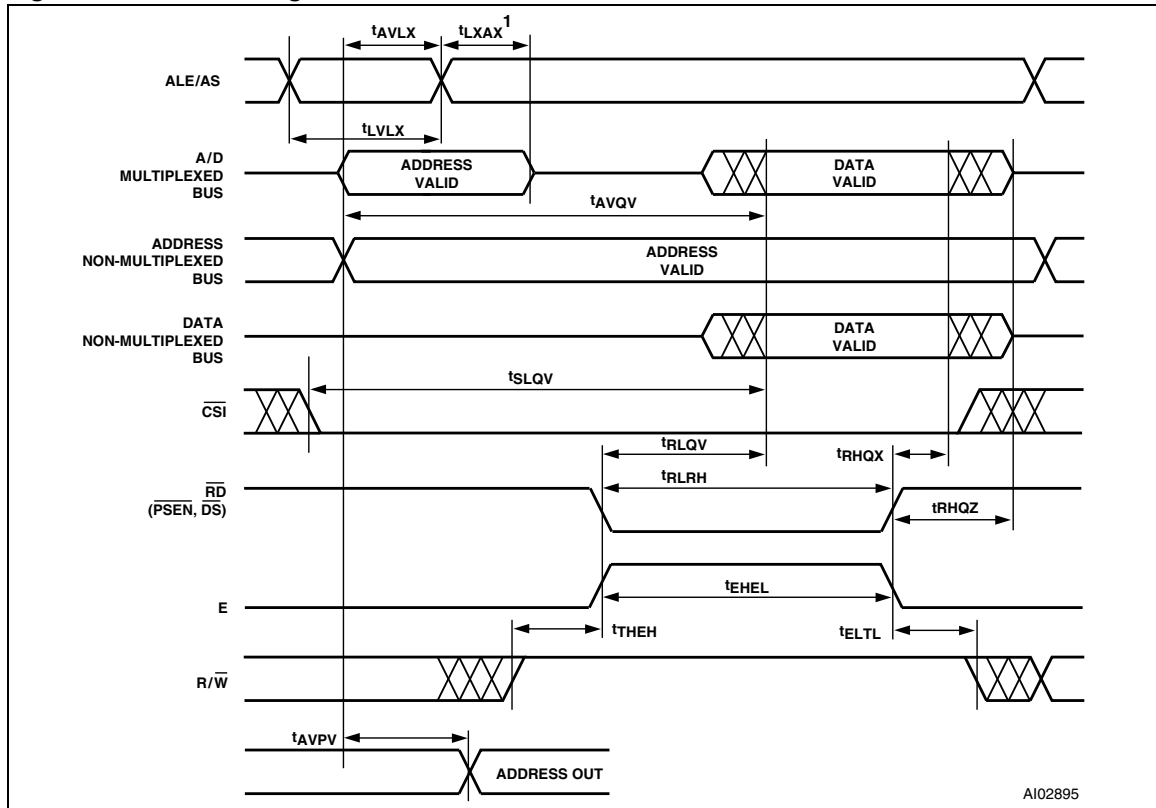 tAVLX tLXAX1
ALE/AS
tLVLX
A/D
MULTIPLEXED
BUS
ADDRESS
VALID
DATA
VALID
tAVQV
ADDRESS
NON-MULTIPLEXED
BUS
ADDRESS
VALID
DATA
NON-MULTIPLEXED
BUS
DATA
VALID
tSLQV
CSI
tRLQV tRHQX
tRLRH
RD
(PSEN, DS)
tRHQZ
tEHEL
E
tTHEH tELTL
R/W
tAVPV
ADDRESS OUT
AI02895